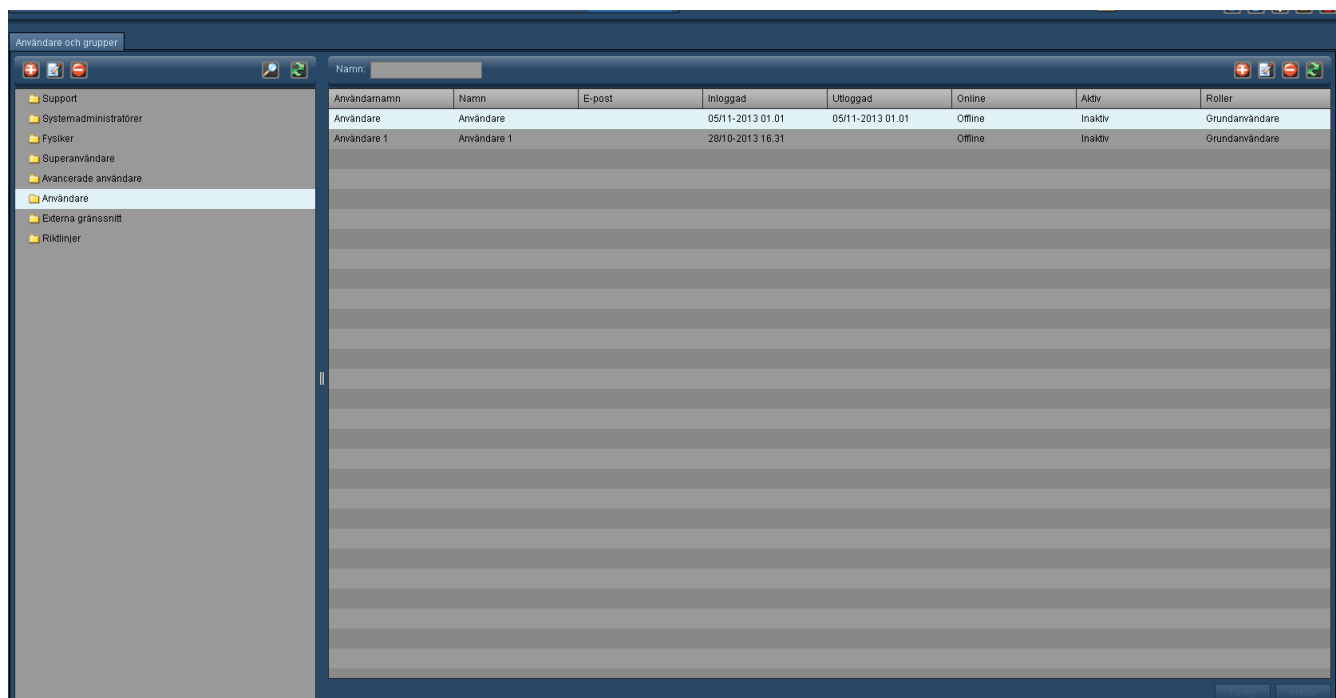 Användare och grupper
Namn:
Support
Systemadministratörer
Fysiker
Superanvändare
Avancerade användare
Användare
Externa gränssnitt
Riktlinjer
Användarnamn Namn E-post Inloggad Utloggad Online Aktiv Roller
Användare Användare 05/11-2013 01.01 05/11-2013 01.01 Offline Inaktiv Grundanvändare
Användare 1 Användare 1 28/10-2013 16.31 Offline Inaktiv Grundanvändare